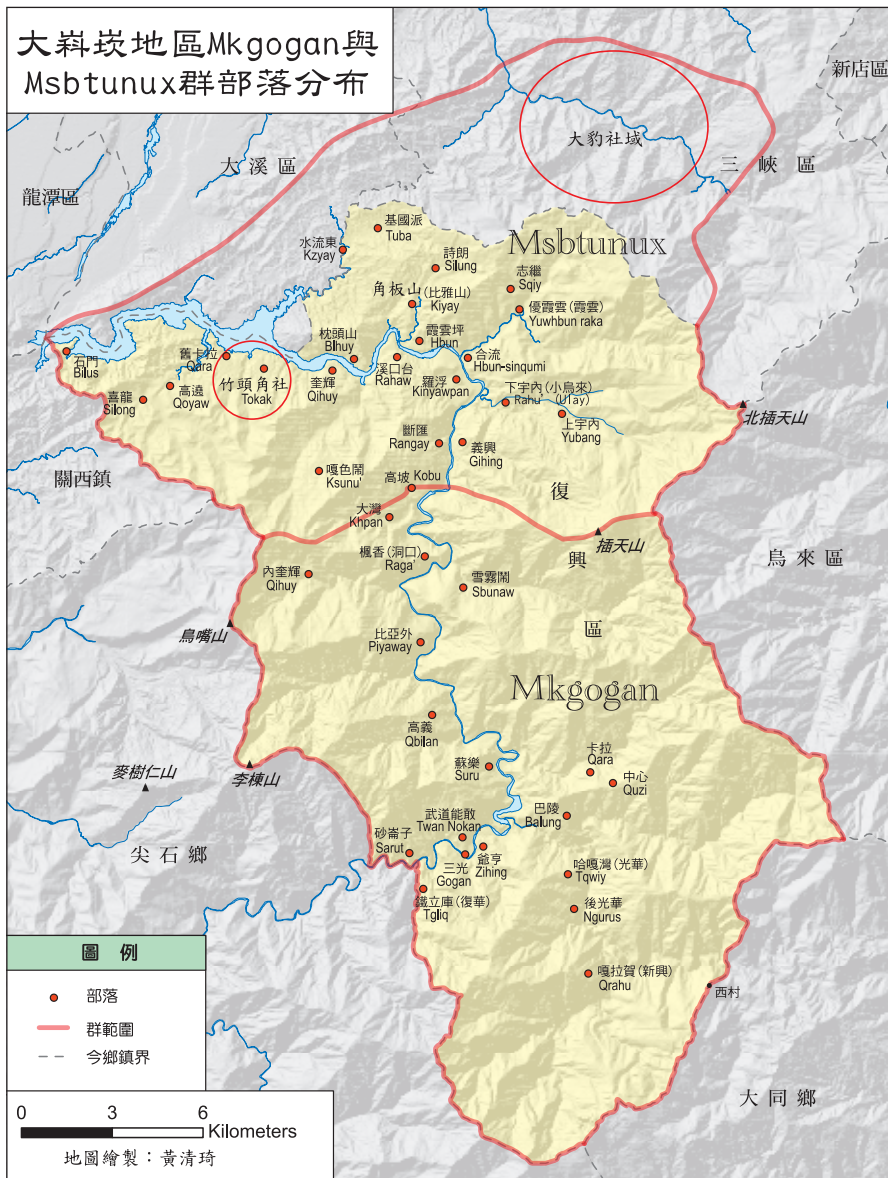 大嵙崁地區Mkgogan與
Msbtunux群部落分布
新店區
大豹社域
大溪區
三峽區
龍潭區
基國派
Tuba
水流東
Kzyay
Msbtunux
詩朗
Silung
志繼
Sqiy
角板山(比雅山)
Kiyay
優霞雲(霞雲)
Yuwhbun raka
枕頭山
Blhuy
霞雲坪
Hbun
石門
Bilus
舊卡拉
Qara
合流
Hbun-sinqumi
竹頭角社
Tokak
奎輝
Qihuy
溪口台
Rahaw
羅浮
Kinyawpan
下宇內(小烏來)
Rahu' (Ulay)
喜龍
Silong
高遶
Qoyaw
上宇內
Yubang
北插天山
斷匯
Rangay
義興
Gihing
關西鎮
嘎色鬧
Ksunu'
高坡 Kobu
復
大灣
Khpan
插天山
楓香(洞口)
Raga'
興
烏來區
內奎輝
Qihuy
雪霧鬧
Sbunaw
鳥嘴山
區
比亞外
Piyaway
Mkgogan
高義
Qbilan
蘇樂
Suru
卡拉
Qara
中心
Quzi
麥樹仁山
李棟山
武道能敢
Twan Nokan
巴陵
Balung
尖石鄉
砂崙子
Sarut
三光
Gogan
爺亨
Zihing
哈嘎灣(光華)
Tqwiy
鐵立庫(復華)
Tgliq
後光華
Ngurus
嘎拉賀(新興)
Qrahu
西村
大同鄉
圖 例
部落
群範圍
今鄉鎮界
0 3 6
Kilometers
地圖繪製：黃清琦